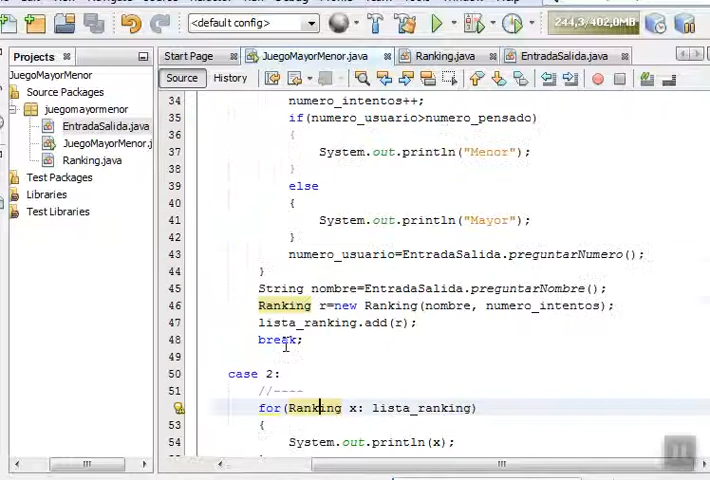 <default config>
244,3/402,0MB
Projects
Start Page
JuegoMayorMenor.java
Ranking.java
EntradaSalida.java
JuegoMayorMenor
Source Packages
juegomayormenor
EntradaSalida.java
JuegoMayorMenor.j
Ranking.java
Test Packages
Libraries
Test Libraries
Source
History
34 numero_intentos++;
35 if(numero_usuario>numero_pensado)
36 {
37 System.out.println("Menor");
38 }
39 else
40 {
41 System.out.println("Mayor");
42 }
43 numero_usuario=EntradaSalida.preguntarNumero();
44 }
45 String nombre=EntradaSalida.preguntarNombre();
46 Ranking r=new Ranking(nombre, numero_intentos);
47 lista_ranking.add(r);
48 break;
49
50 case 2:
51 //----
for(Ranking x: lista_ranking)
53 {
54 System.out.println(x);